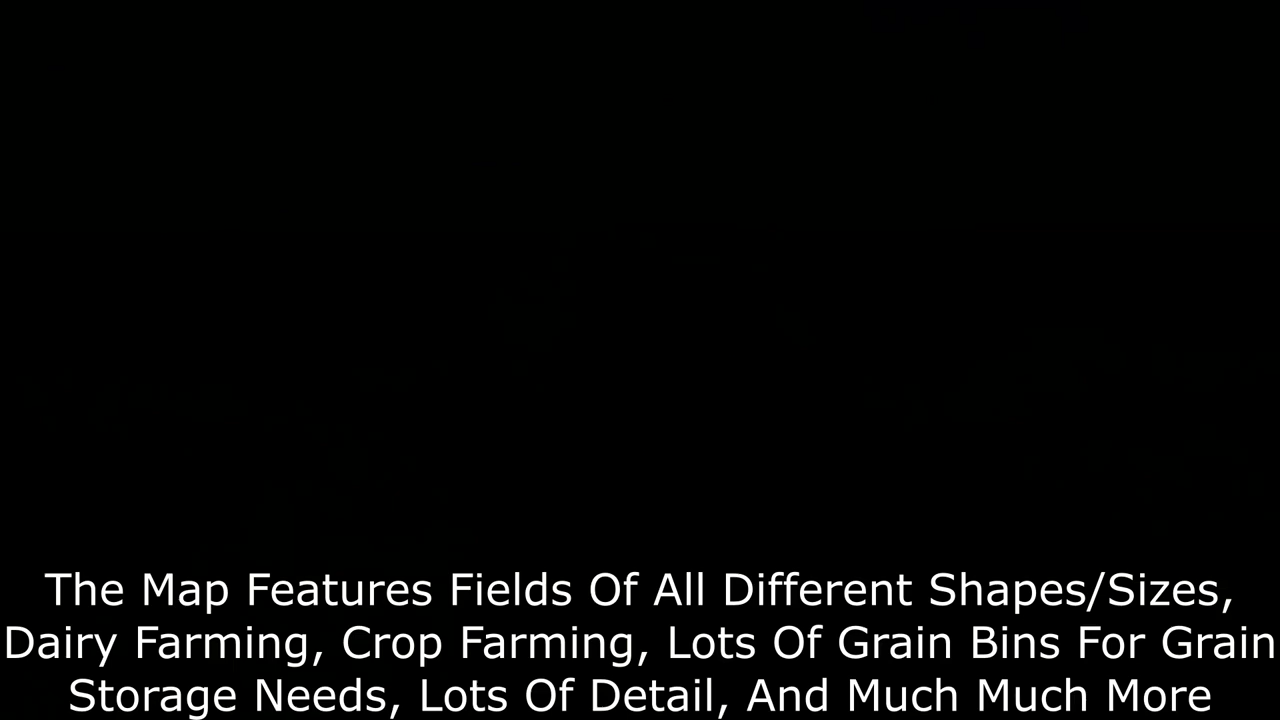 The Map Features Fields Of All Different Shapes/Sizes,
Dairy Farming, Crop Farming, Lots Of Grain Bins For Grain
Storage Needs, Lots Of Detail, And Much Much More